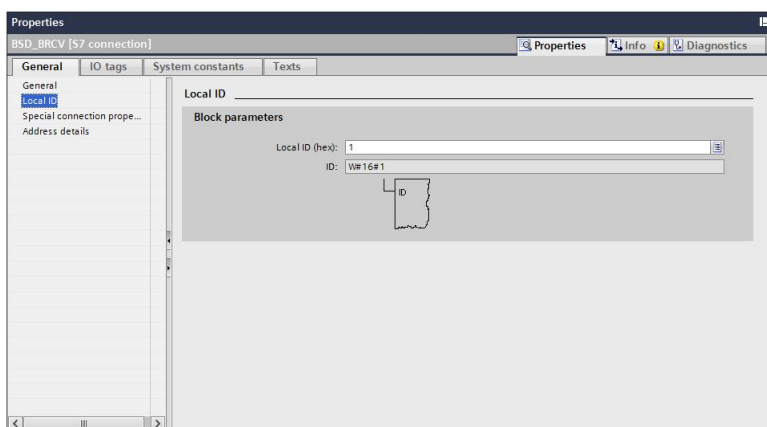 Properties
BSD_BRCV [S7 connection]
Properties
Info
Diagnostics
General
IO tags
System constants
Texts
General
Local ID
Special connection prope...
Address details
Local ID
Block parameters
Local ID (hex): 1
ID: W#16#1
ID